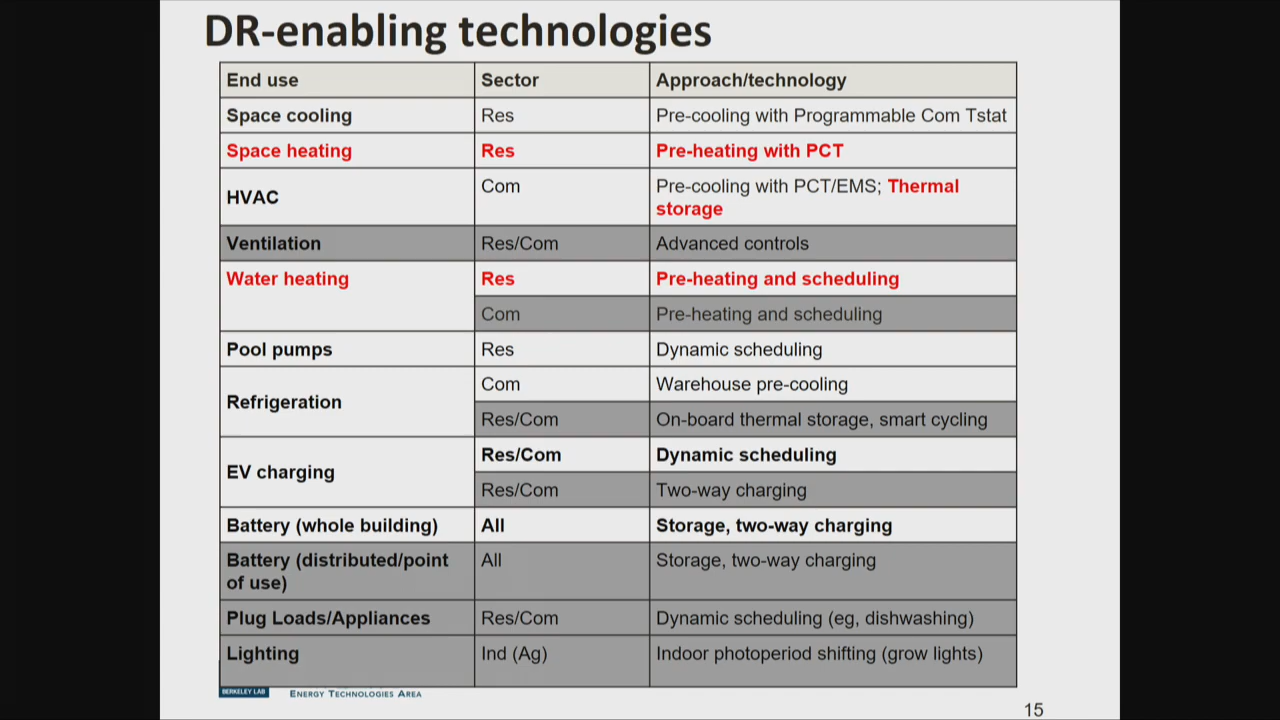 DR-enabling technologies
End use Sector Approach/technology
Space cooling Res Pre-cooling with Programmable Com Tstat
Space heating Res Pre-heating with PCT
HVAC Com Pre-cooling with PCT/EMS; Thermal
storage
Ventilation Res/Com Advanced controls
Water heating Res Pre-heating and scheduling
Com Pre-heating and scheduling
Pool pumps Res Dynamic scheduling
Refrigeration Com Warehouse pre-cooling
Res/Com On-board thermal storage, smart cycling
EV charging Res/Com Dynamic scheduling
Res/Com Two-way charging
Battery (whole building) All Storage, two-way charging
Battery (distributed/point All Storage, two-way charging
of use)
Plug Loads/Appliances Res/Com Dynamic scheduling (eg, dishwashing)
Lighting Ind (Ag) Indoor photoperiod shifting (grow lights)
BERKELEY LAB ENERGY TECHNOLOGIES AREA
15